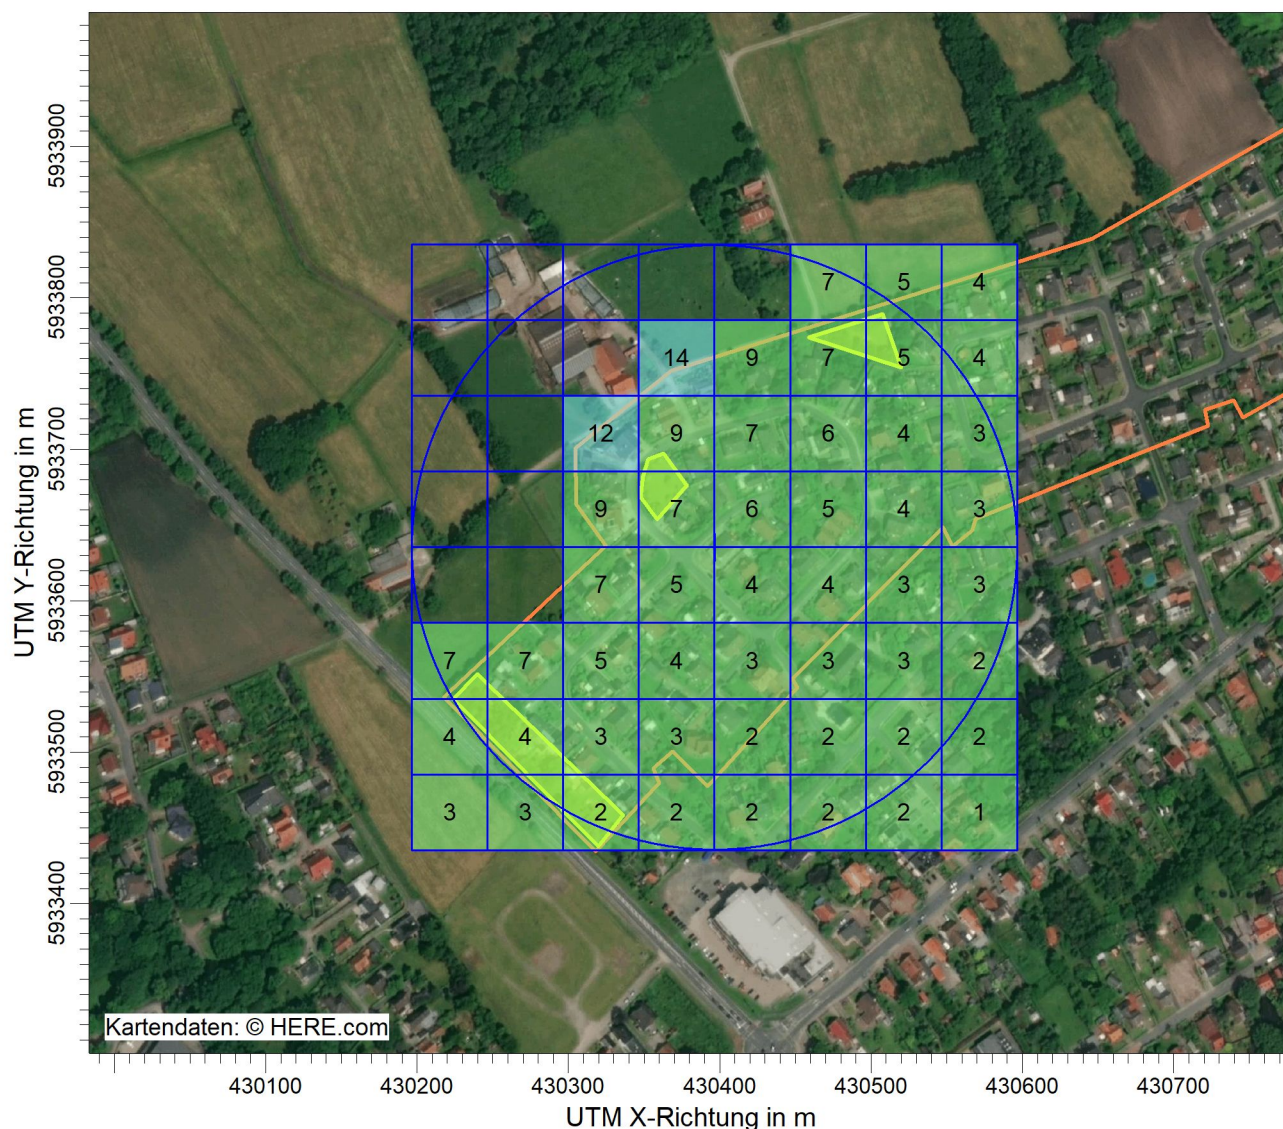 UTM Y-Richtung in m
5933900
5933800
5933700
5933600
5933500
5933400
7 5 4
14 9 7 5 4
12 9 7 6 4 3
9 7 6 5 4 3
7 5 4 4 3 3
7 7 5 4 3 3 3 2
4 4 3 3 2 2 2 2
3 3 2 2 2 2 2 1
Kartendaten: © HERE.com
430100 430200 430300 430400 430500 430600 430700
UTM X-Richtung in m